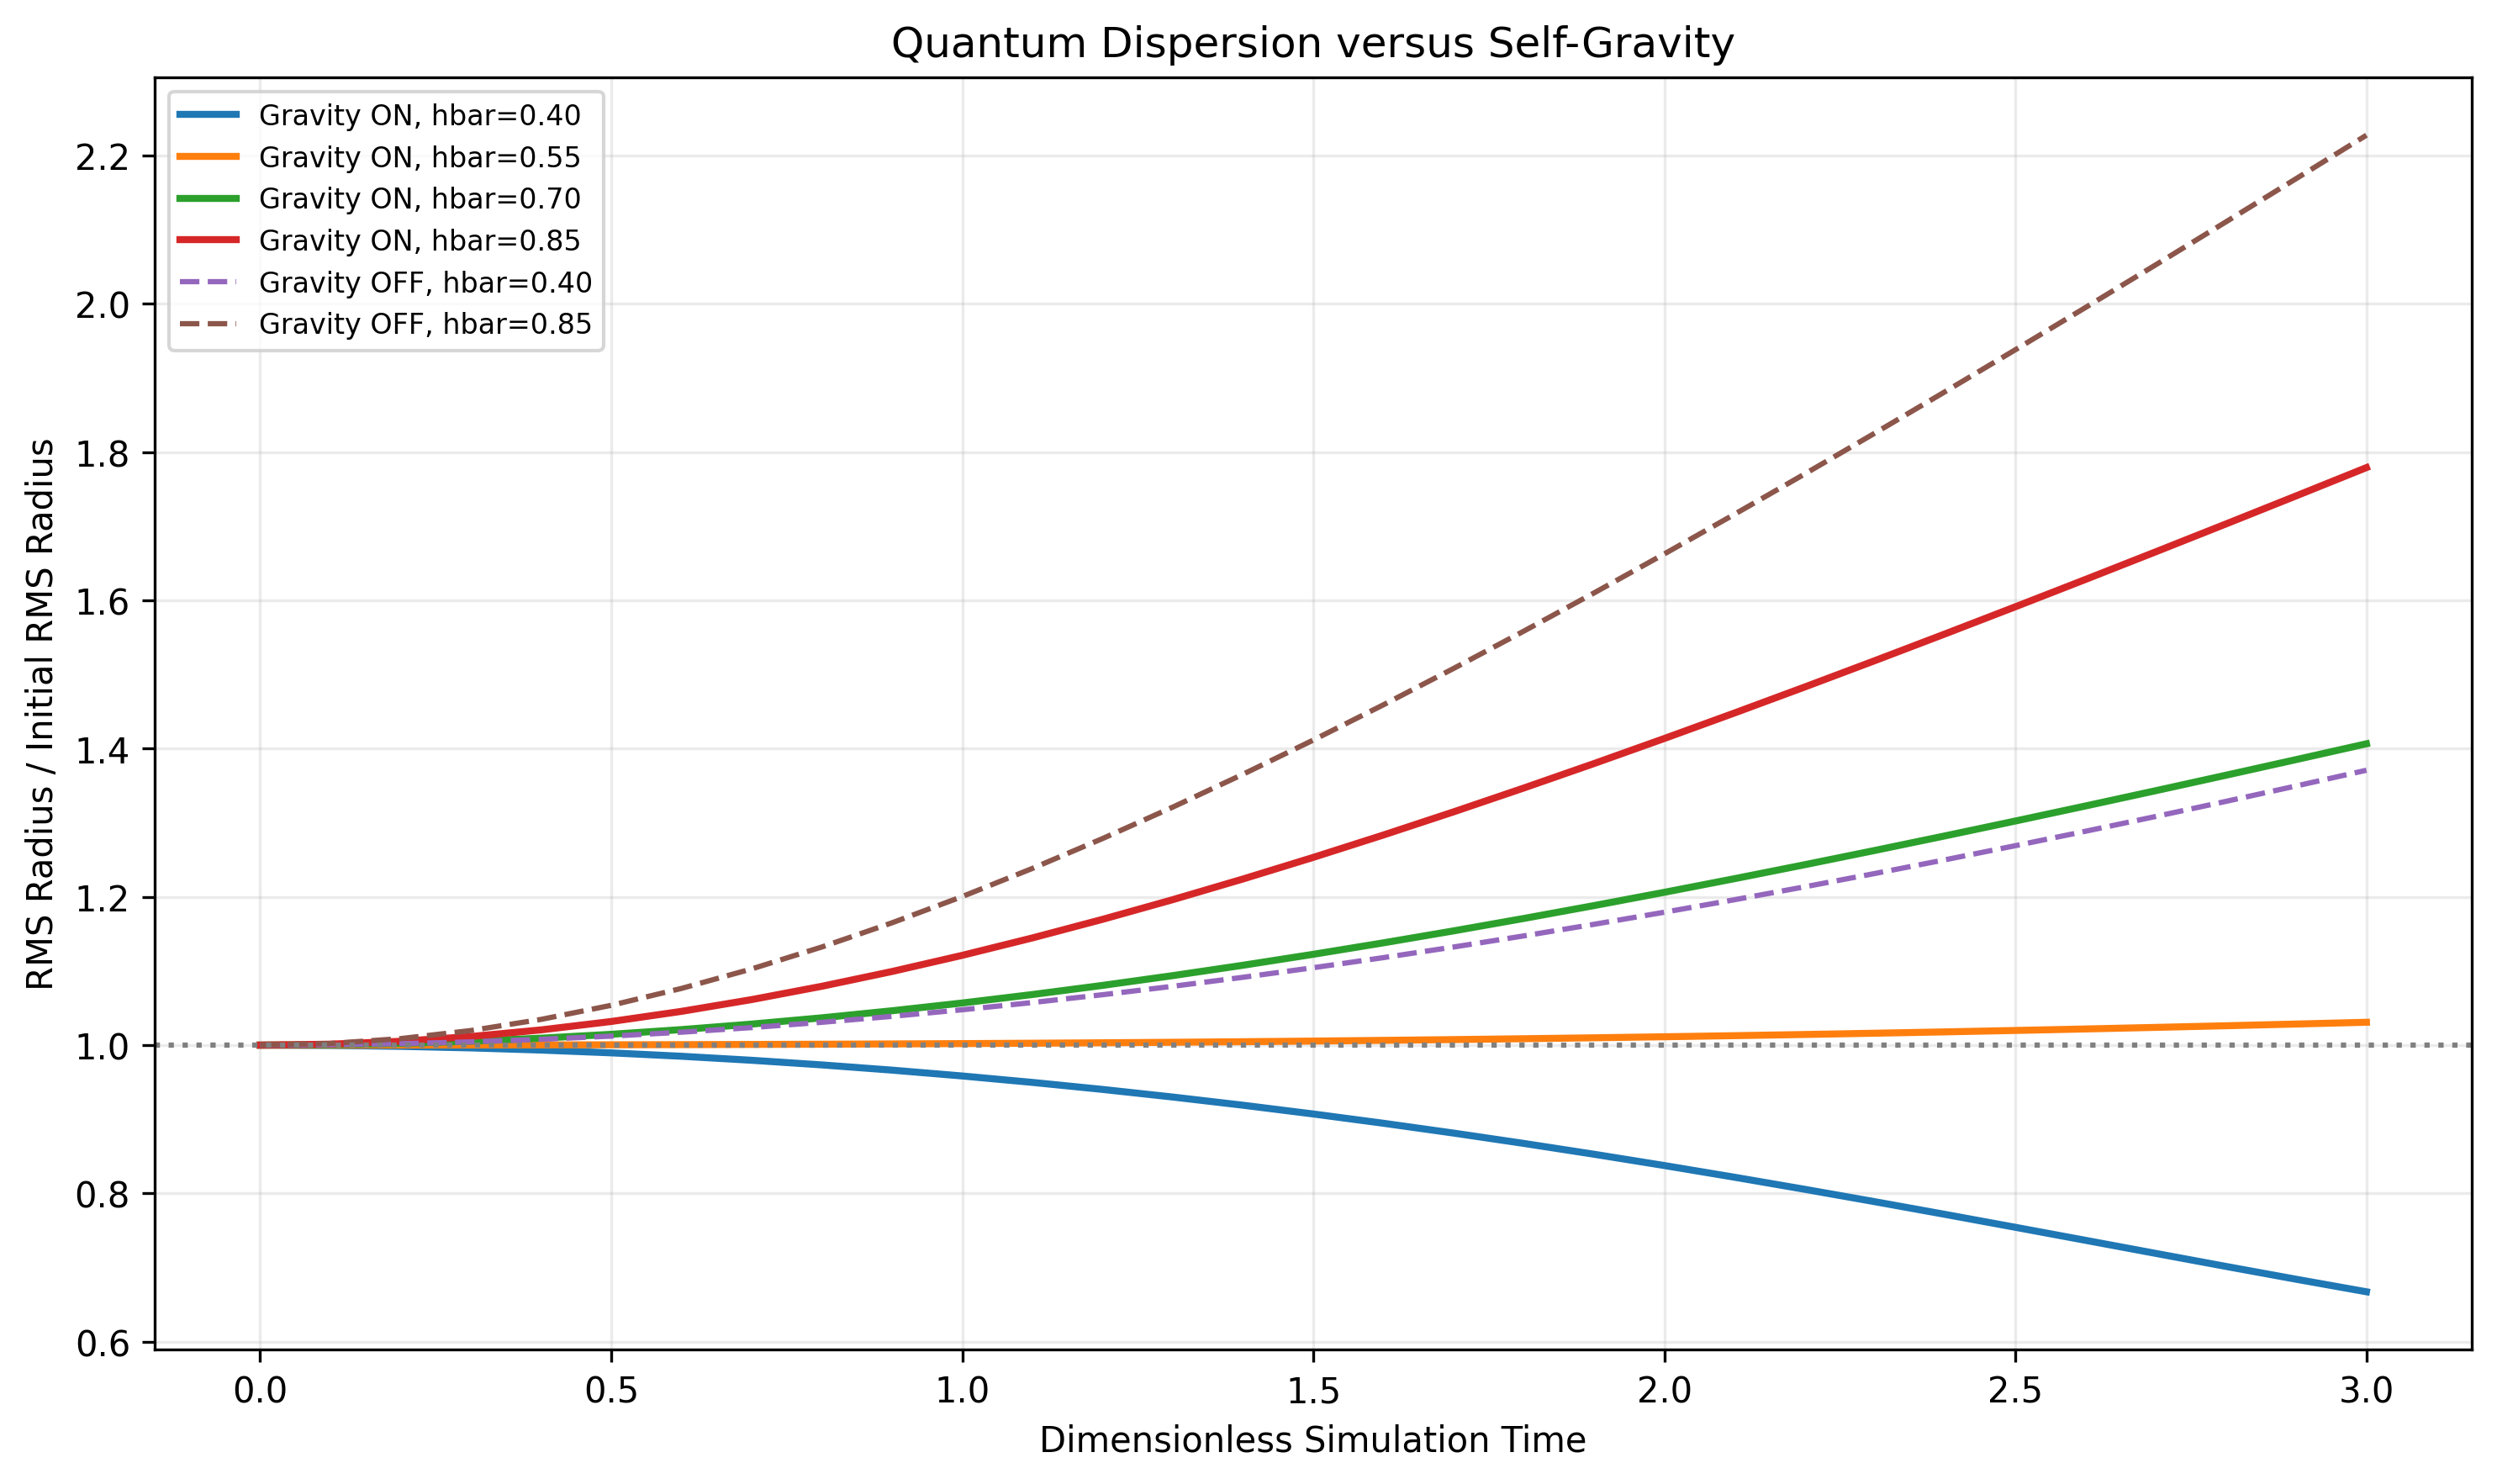 Quantum Dispersion versus Self-Gravity
Gravity ON, hbar=0.40
Gravity ON, hbar=0.55
Gravity ON, hbar=0.70
Gravity ON, hbar=0.85
Gravity OFF, hbar=0.40
Gravity OFF, hbar=0.85
RMS Radius / Initial RMS Radius
2.2
2.0
1.8
1.6
1.4
1.2
1.0
0.8
0.6
0.0 0.5 1.0 1.5 2.0 2.5 3.0
Dimensionless Simulation Time